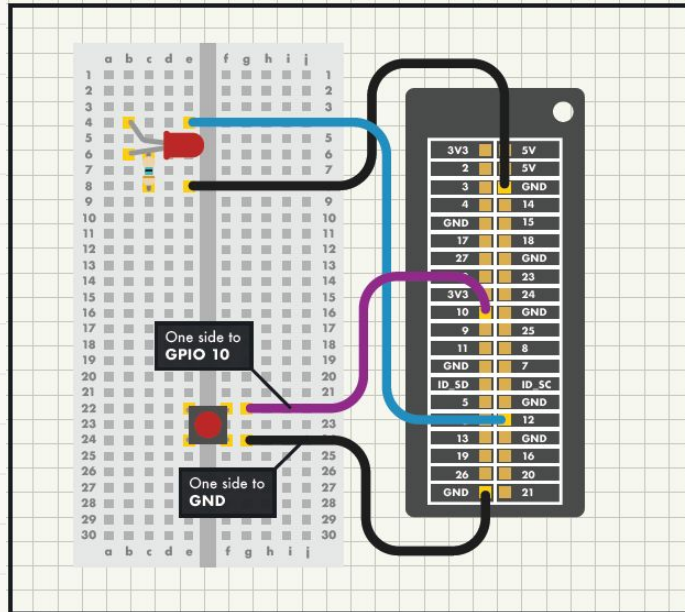 a b c d e f g h i j
1 1
2 2
3 3
4 4
5 5
6 6
7 7
8 8
9 9
10 10
11 11
12 12
13 13
14 14
15 15
16 16
17 17
18 18
19 19
20 20
21 21
22 22
23 23
24
25 25
26 26
27 27
28 28
29 29
30 30
a b c d e f g h i j
One side to
GPIO 10
One side to
GND
3V3 5V
2 5V
3 GND
4 14
GND 15
17 18
27 GND
23
3V3 24
10 GND
9 25
11 8
GND 7
ID_SD ID_SC
5 GND
12
13 GND
19 16
26 20
GND 21